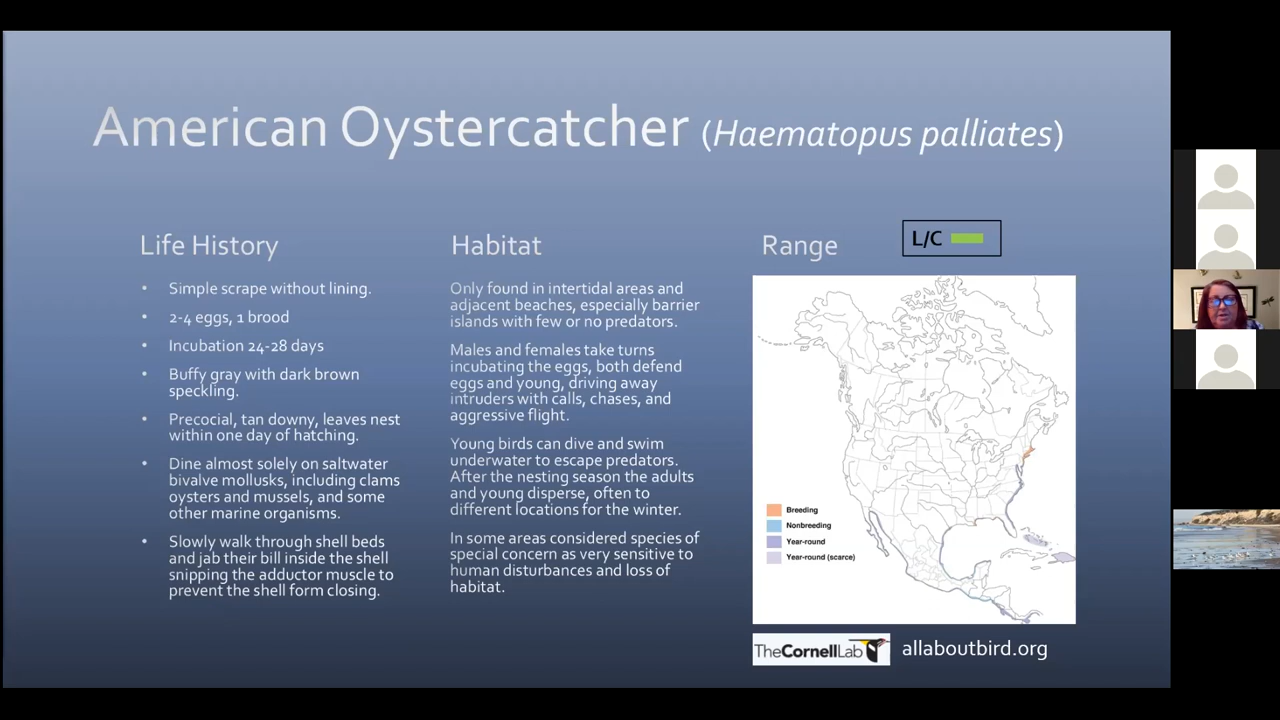 American Oystercatcher (Haematopus palliates)
Life History
• Simple scrape without lining.
• 2-4 eggs, 1 brood
• Incubation 24-28 days
• Buffy gray with dark brown
speckling.
• Precocial, tan downy, leaves nest
within one day of hatching.
• Dine almost solely on saltwater
bivalve mollusks, including clams
oysters and mussels, and some
other marine organisms.
• Slowly walk through shell beds
and jab their bill inside the shell
snipping the adductor muscle to
prevent the shell form closing.
Habitat
Only found in intertidal areas and
adjacent beaches, especially barrier
islands with few or no predators.
Males and females take turns
incubating the eggs, both defend
eggs and young, driving away
intruders with calls, chases, and
aggressive flight.
Young birds can dive and swim
underwater to escape predators.
After the nesting season the adults
and young disperse, often to
different locations for the winter.
In some areas considered species of
special concern as very sensitive to
human disturbances and loss of
habitat.
Range
L/C
Breeding
Nonbreeding
Year-round
Year-round (scarce)
TheCornellLab
allaboutbird.org